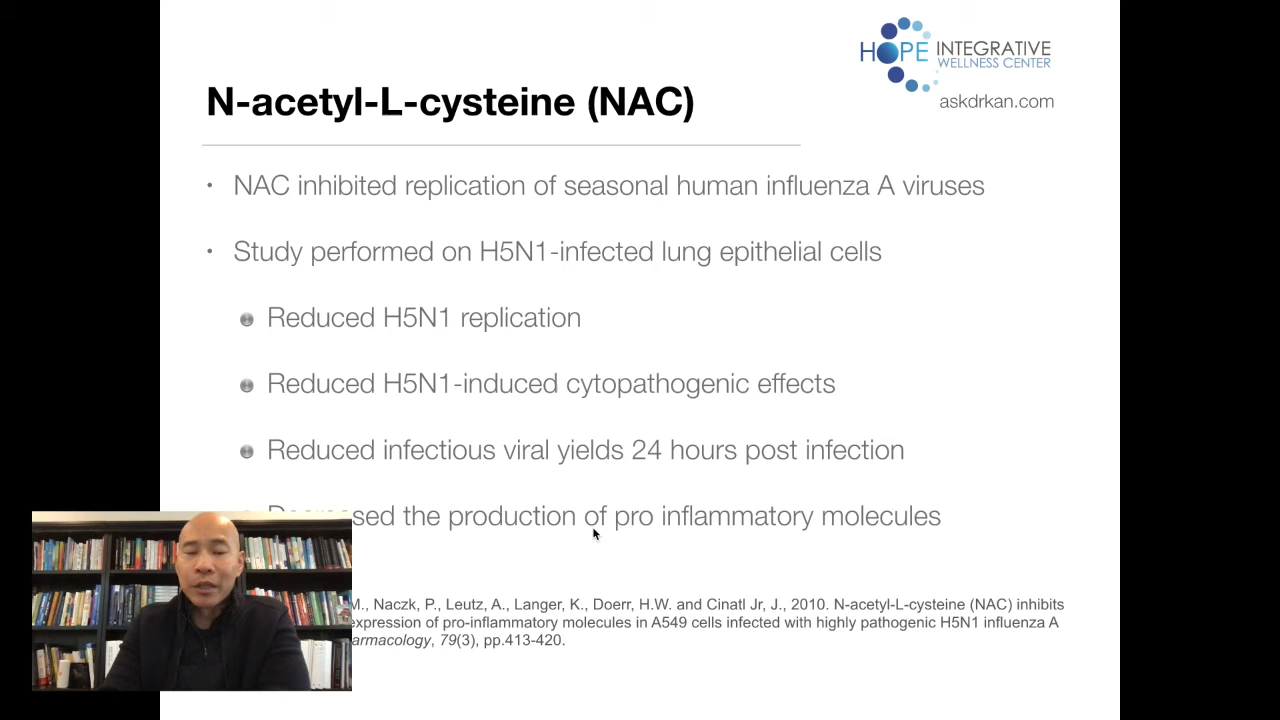 HOPE INTEGRATIVE
WELLNESS CENTER
askdrkan.com
N-acetyl-L-cysteine (NAC)
• NAC inhibited replication of seasonal human influenza A viruses
• Study performed on H5N1-infected lung epithelial cells
Reduced H5N1 replication
Reduced H5N1-induced cytopathogenic effects
Reduced infectious viral yields 24 hours post infection
the production of pro inflammatory molecules
M., Naczk, P., Leutz, A., Langer, K., Doerr, H.W. and Cinatl Jr, J., 2010. N-acetyl-L-cysteine (NAC) inhibits
expression of pro-inflammatory molecules in A549 cells infected with highly pathogenic H5N1 influenza A
79(3), pp.413-420.